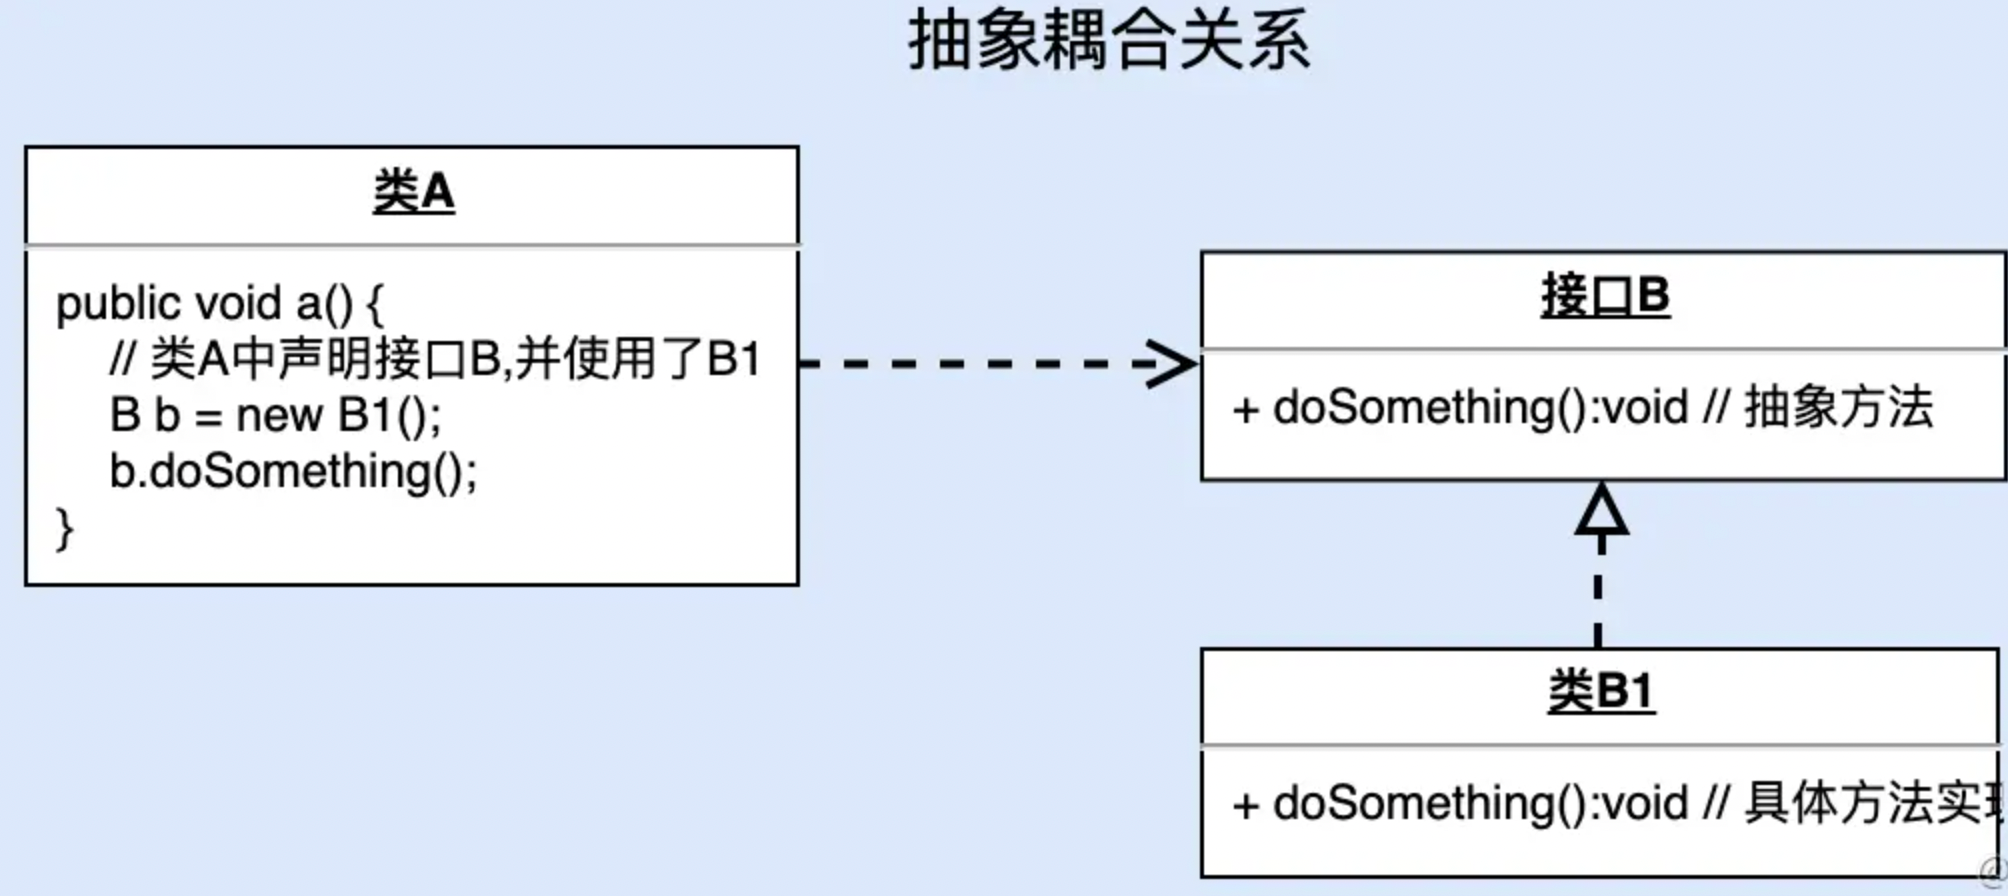 抽象耦合关系
类A
public void a() {
// 类A中声明接口B,并使用了B1
B b = new B1();
b.doSomething();
}
接口B
+ doSomething():void // 抽象方法
类B1
+ doSomething():void // 具体方法实现
@